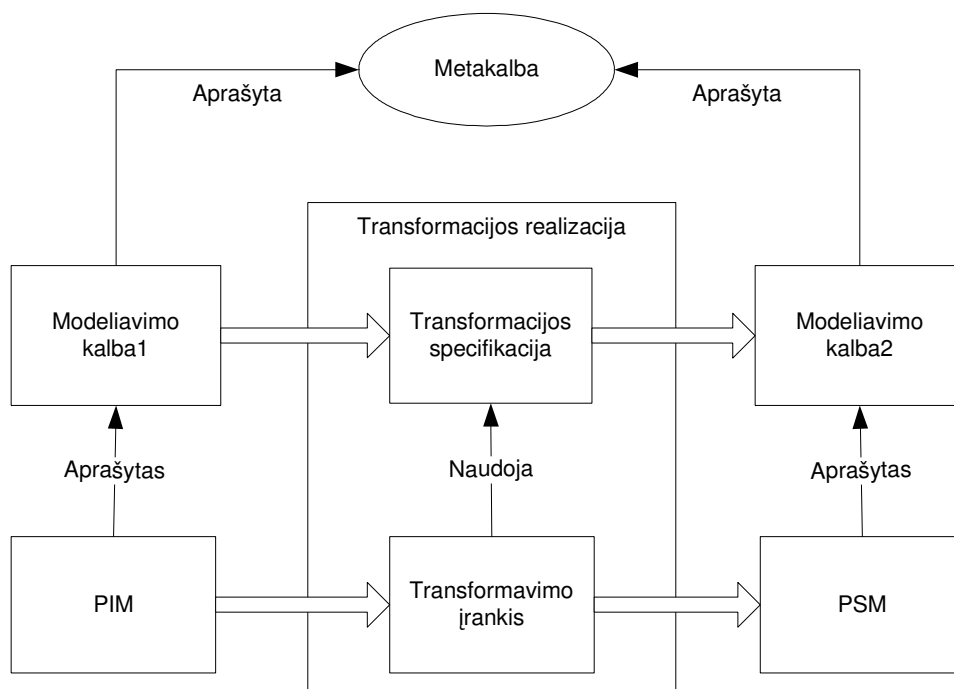 Metakalba
Aprašyta
Aprašyta
Transformacijos realizacija
Modeliavimo
kalba1
Transformacijos
specifikacija
Modeliavimo
kalba2
Aprašytas
Naudoja
Aprašytas
PIM
Transformavimo
įrankis
PSM